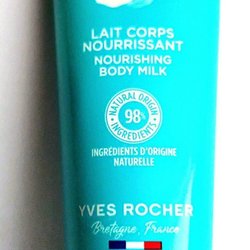 LAIT CORPS
NOURRISSANT
NOURISHING
BODY MILK
NATURAL ORIGIN
98%
INGREDIENTS
INGRÉDIENTS D'ORIGINE
NATURELLE
YVES ROCHER
Bretagne, France